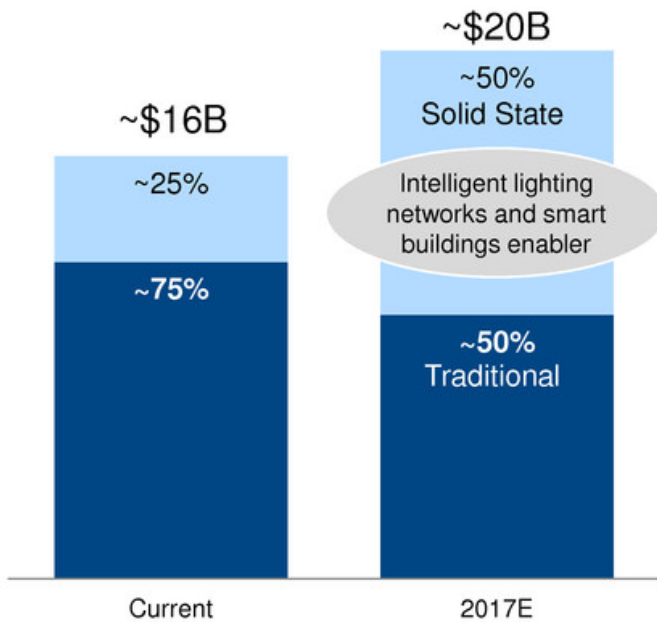 ~$16B
~25%
~75%
Current
~$20B
~50%
Solid State
Intelligent lighting
networks and smart
buildings enabler
~50%
Traditional
2017E